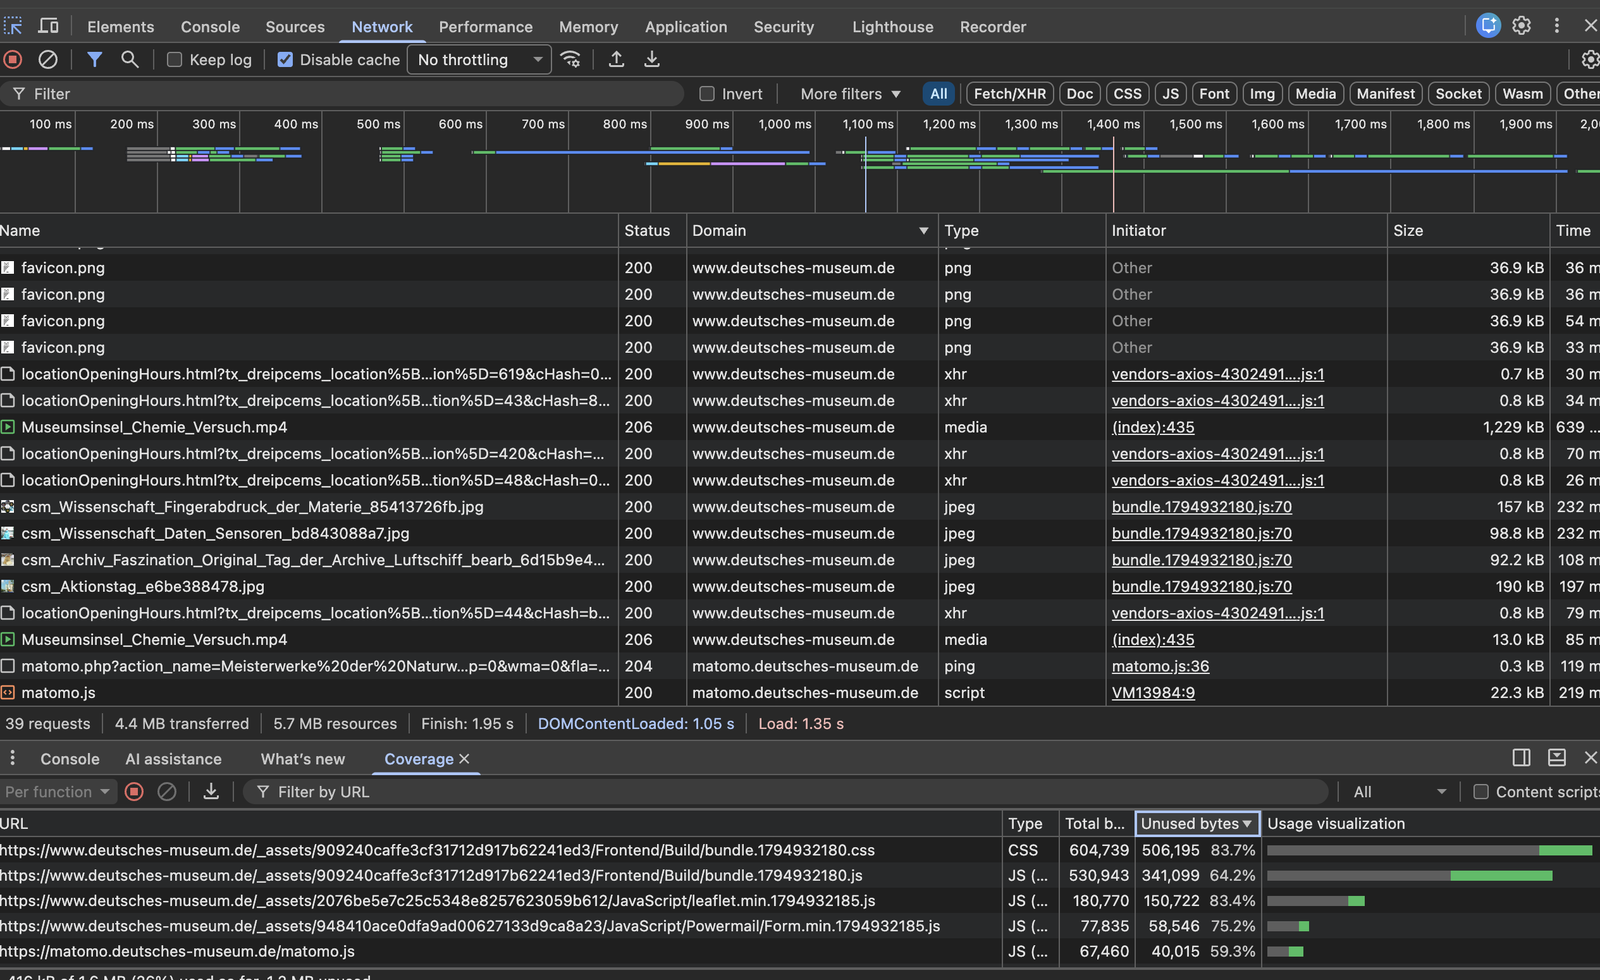 Elements Console Sources Network Performance Memory Application Security Lighthouse Recorder
Keep log Disable cache No throttling
Filter Invert More filters All Fetch/XHR Doc CSS JS Font Img Media Manifest Socket Wasm Other
100 ms 200 ms 300 ms 400 ms 500 ms 600 ms 700 ms 800 ms 900 ms 1,000 ms 1,100 ms 1,200 ms 1,300 ms 1,400 ms 1,500 ms 1,600 ms 1,700 ms 1,800 ms 1,900 ms 2,0
Name Status Domain Type Initiator Size Time
favicon.png 200 www.deutsches-museum.de png Other 36.9 kB 36 m
favicon.png 200 www.deutsches-museum.de png Other 36.9 kB 36 m
favicon.png 200 www.deutsches-museum.de png Other 36.9 kB 54 m
favicon.png 200 www.deutsches-museum.de png Other 36.9 kB 33 m
locationOpeningHours.html?tx_dreipcems_location%5B...ion%5D=619&cHash=0... 200 www.deutsches-museum.de xhr vendors-axios-4302491....js:1 0.7 kB 30 m
locationOpeningHours.html?tx_dreipcems_location%5B...tion%5D=43&cHash=8... 200 www.deutsches-museum.de xhr vendors-axios-4302491....js:1 0.8 kB 34 m
Museumsinsel_Chemie_Versuch.mp4 206 www.deutsches-museum.de media (index):435 1,229 kB 639 ...
locationOpeningHours.html?tx_dreipcems_location%5B...ion%5D=420&cHash=... 200 www.deutsches-museum.de xhr vendors-axios-4302491....js:1 0.8 kB 70 m
locationOpeningHours.html?tx_dreipcems_location%5B...tion%5D=48&cHash=0... 200 www.deutsches-museum.de xhr vendors-axios-4302491....js:1 0.8 kB 26 m
csm_Wissenschaft_Fingerabdruck_der_Materie_85413726fb.jpg 200 www.deutsches-museum.de jpeg bundle.1794932180.js:70 157 kB 232 m
csm_Wissenschaft_Daten_Sensoren_bd843088a7.jpg 200 www.deutsches-museum.de jpeg bundle.1794932180.js:70 98.8 kB 232 m
csm_Archiv_Faszination_Original_Tag_der_Archive_Luftschiff_bearb_6d15b9e4... 200 www.deutsches-museum.de jpeg bundle.1794932180.js:70 92.2 kB 108 m
csm_Aktionstag_e6be388478.jpg 200 www.deutsches-museum.de jpeg bundle.1794932180.js:70 190 kB 197 m
locationOpeningHours.html?tx_dreipcems_location%5B...tion%5D=44&cHash=b... 200 www.deutsches-museum.de xhr vendors-axios-4302491....js:1 0.8 kB 79 m
Museumsinsel_Chemie_Versuch.mp4 206 www.deutsches-museum.de media (index):435 13.0 kB 85 m
matomo.php?action_name=Meisterwerke%20der%20Naturw...p=0&wma=0&fla=... 204 matomo.deutsches-museum.de ping matomo.js:36 0.3 kB 119 m
matomo.js 200 matomo.deutsches-museum.de script VM13984:9 22.3 kB 219 m
39 requests 4.4 MB transferred 5.7 MB resources Finish: 1.95 s DOMContentLoaded: 1.05 s Load: 1.35 s
Console AI assistance What's new Coverage
Per function Filter by URL All Content scripts
URL Type Total b... Unused bytes Usage visualization
https://www.deutsches-museum.de/_assets/909240caffe3cf31712d917b62241ed3/Frontend/Build/bundle.1794932180.css CSS 604,739 506,195 83.7%
https://www.deutsches-museum.de/_assets/909240caffe3cf31712d917b62241ed3/Frontend/Build/bundle.1794932180.js JS (... 530,943 341,099 64.2%
https://www.deutsches-museum.de/_assets/2076be5e7c25c5348e8257623059b612/JavaScript/leaflet.min.1794932185.js JS (... 180,770 150,722 83.4%
https://www.deutsches-museum.de/_assets/948410ace0dfa9ad00627133d9ca8a23/JavaScript/Powermail/Form.min.1794932185.js JS (... 77,835 58,546 75.2%
https://matomo.deutsches-museum.de/matomo.js JS (... 67,460 40,015 59.3%